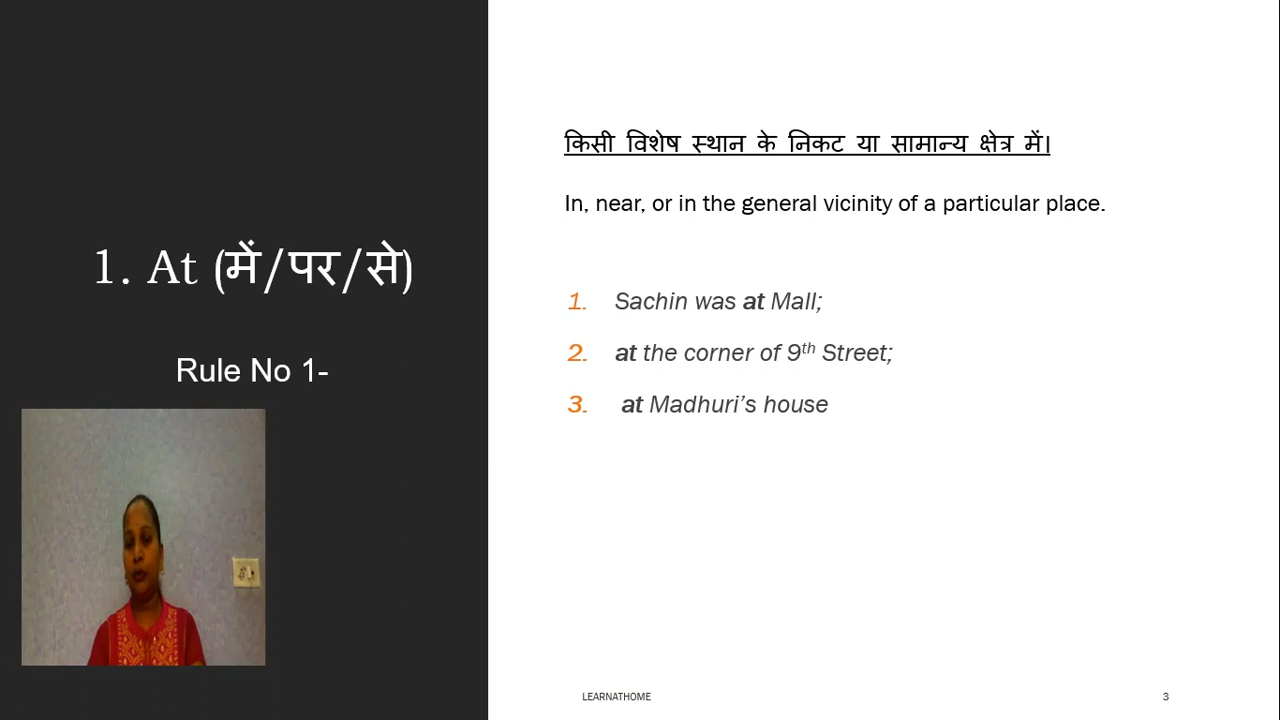 1. At (में/पर/से)
Rule No 1-
किसी विशेष स्थान के निकट या सामान्य क्षेत्र में।
In, near, or in the general vicinity of a particular place.
1. Sachin was at Mall;
2. at the corner of 9th Street;
3. at Madhuri’s house
LEARNATHOME
3